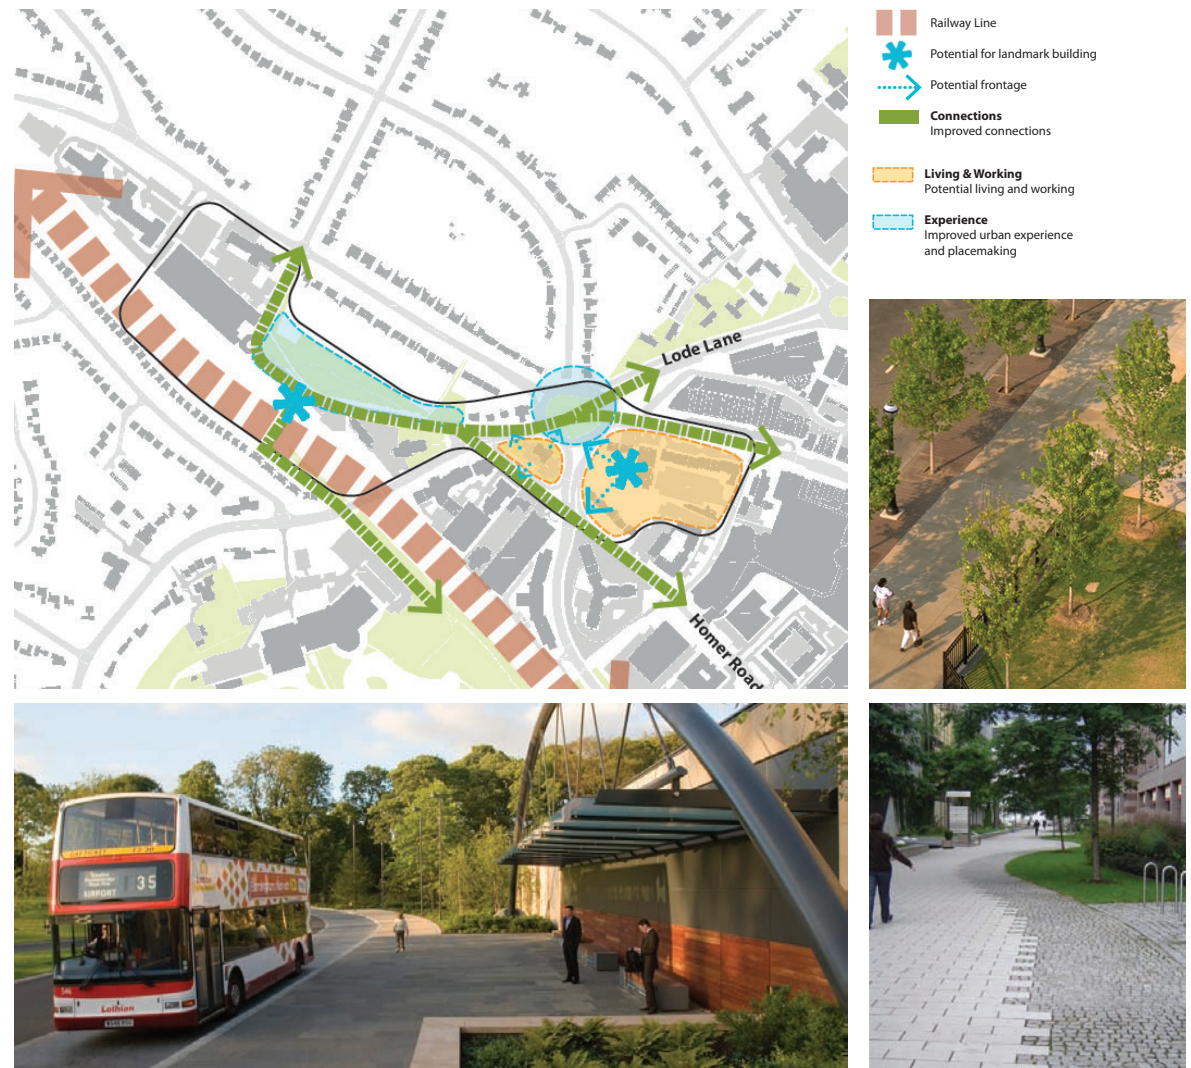 Railway Line
Potential for landmark building
Potential frontage
Connections
Improved connections
Living & Working
Potential living and working
Experience
Improved urban experience
and placemaking
Lode Lane
Homer Road
35
AIRPORT
Lothian